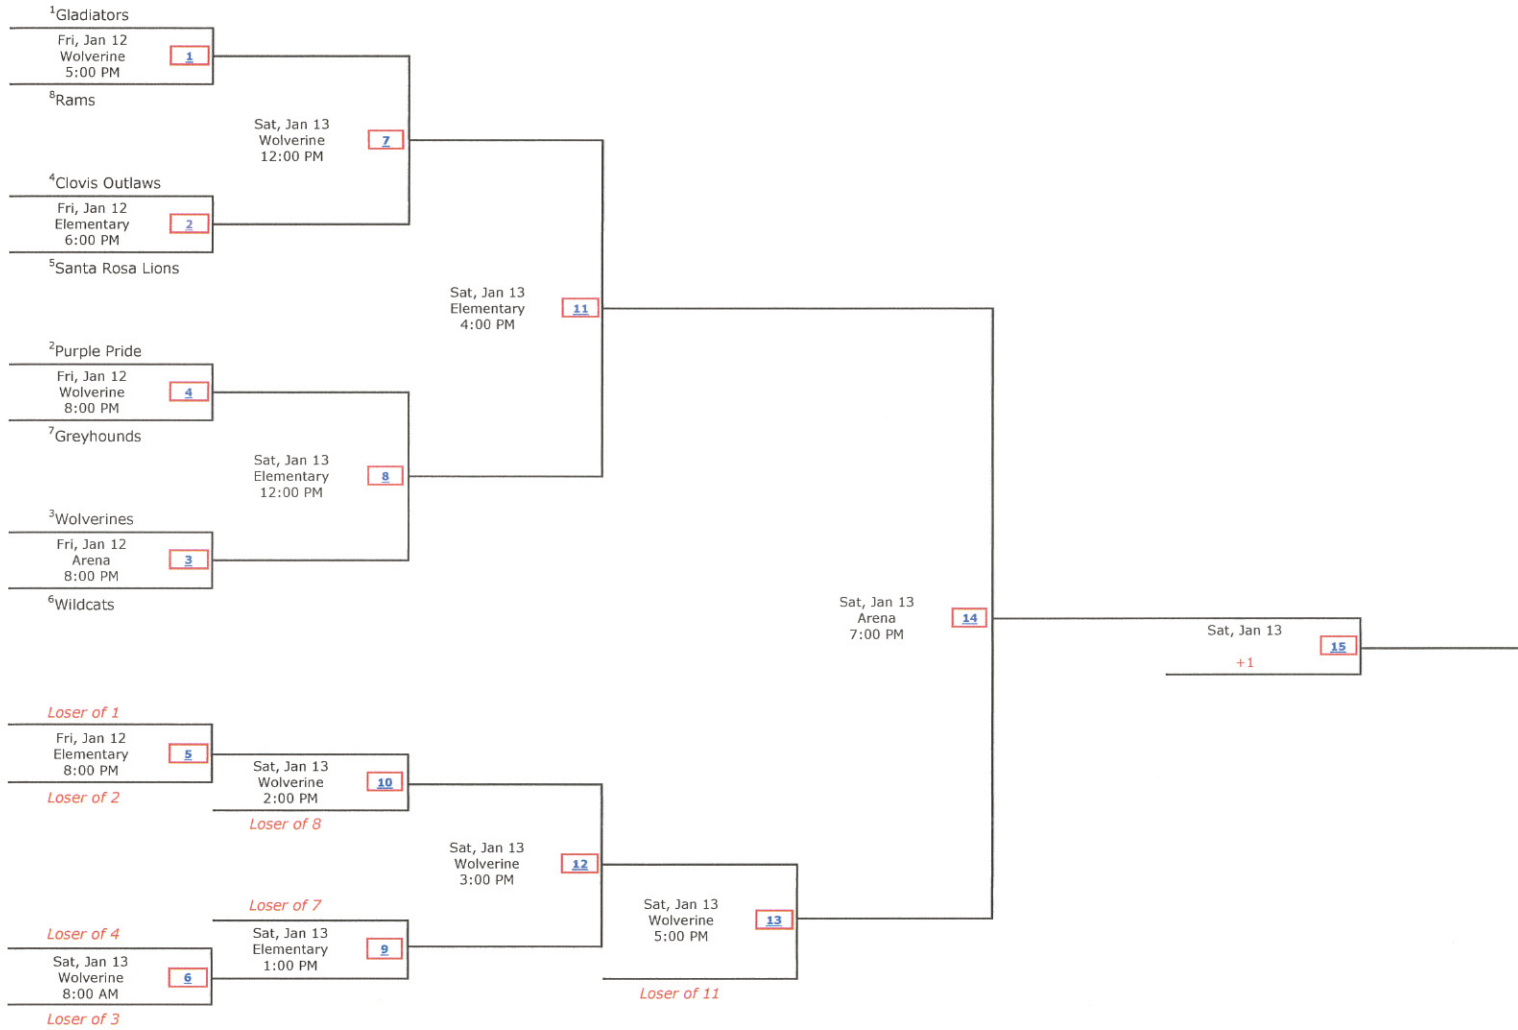 1Gladiators
Fri, Jan 12
Wolverine
5:00 PM
1
8Rams
Sat, Jan 13
Wolverine
12:00 PM
7
4Clovis Outlaws
Fri, Jan 12
Elementary
6:00 PM
2
5Santa Rosa Lions
Sat, Jan 13
Elementary
4:00 PM
11
2Purple Pride
Fri, Jan 12
Wolverine
8:00 PM
4
7Greyhounds
Sat, Jan 13
Elementary
12:00 PM
8
3Wolverines
Fri, Jan 12
Arena
8:00 PM
3
6Wildcats
Sat, Jan 13
Arena
7:00 PM
14
Sat, Jan 13
+1
15
Loser of 1
Fri, Jan 12
Elementary
8:00 PM
5
Loser of 2
Sat, Jan 13
Wolverine
2:00 PM
10
Loser of 8
Sat, Jan 13
Wolverine
3:00 PM
12
Loser of 7
Sat, Jan 13
Elementary
1:00 PM
9
Sat, Jan 13
Wolverine
5:00 PM
13
Loser of 11
Loser of 4
Sat, Jan 13
Wolverine
8:00 AM
6
Loser of 3